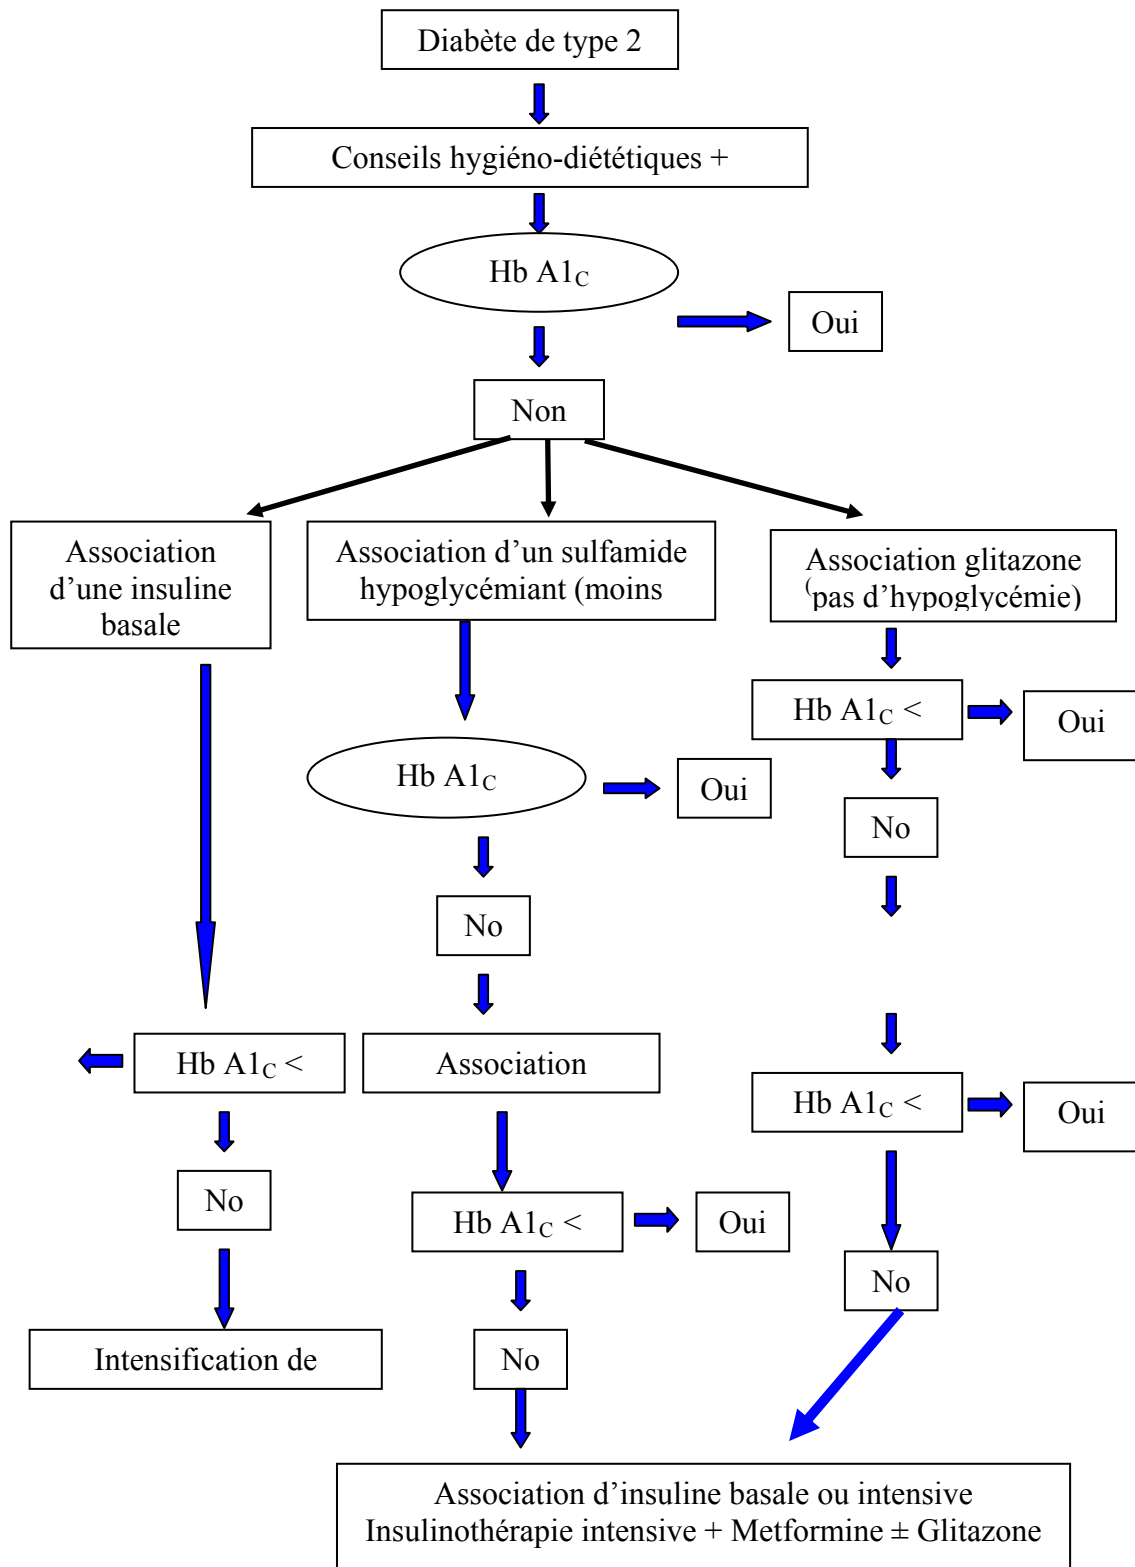 Diabète de type 2
Conseils hygiéno-diététiques +
Hb A1C
Oui
Non
Association
d’une insuline
basale
Association d’un sulfamide
hypoglycémiant (moins
Association glitazone
(pas d’hypoglycémie)
Hb A1C <
Oui
Hb A1C
Oui
No
No
Hb A1C <
Association
Hb A1C <
Oui
No
Hb A1C <
Oui
No
Intensification de
No
Association d’insuline basale ou intensive
Insulinothérapie intensive + Metformine ± Glitazone